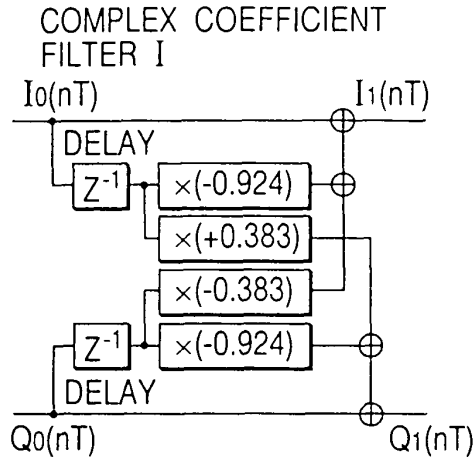 COMPLEX COEFFICIENT
FILTER I
I0(nT) I1(nT)
DELAY
Z-1 ×(-0.924)
×(+0.383)
×(-0.383)
Z-1 ×(-0.924)
DELAY
Q0(nT) Q1(nT)